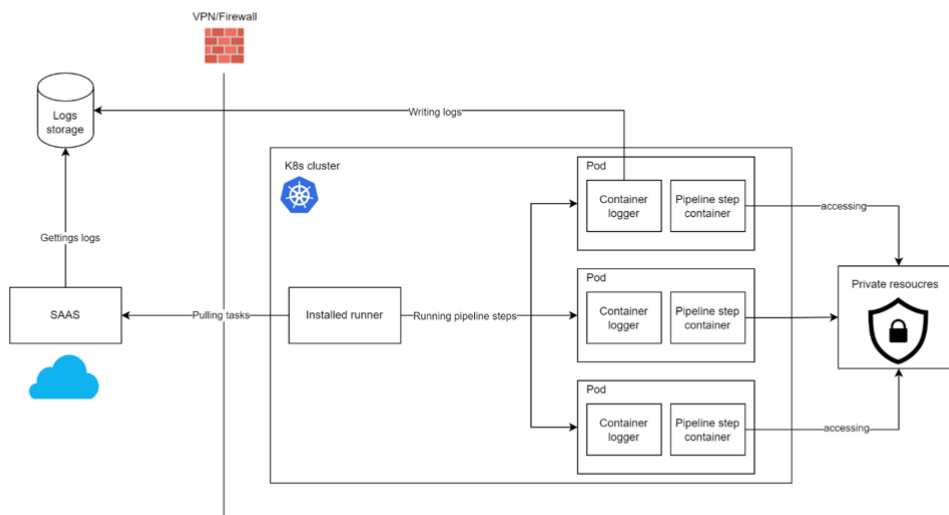 VPN/Firewall
Logs
storage
Writing logs
K8s cluster
Pod
Container
logger
Pipeline step
container
accessing
Gettings logs
Pod
Private resoucres
SAAS
Pulling tasks
Installed runner
Running pipeline steps
Container
logger
Pipeline step
container
Pod
Container
logger
Pipeline step
container
accessing